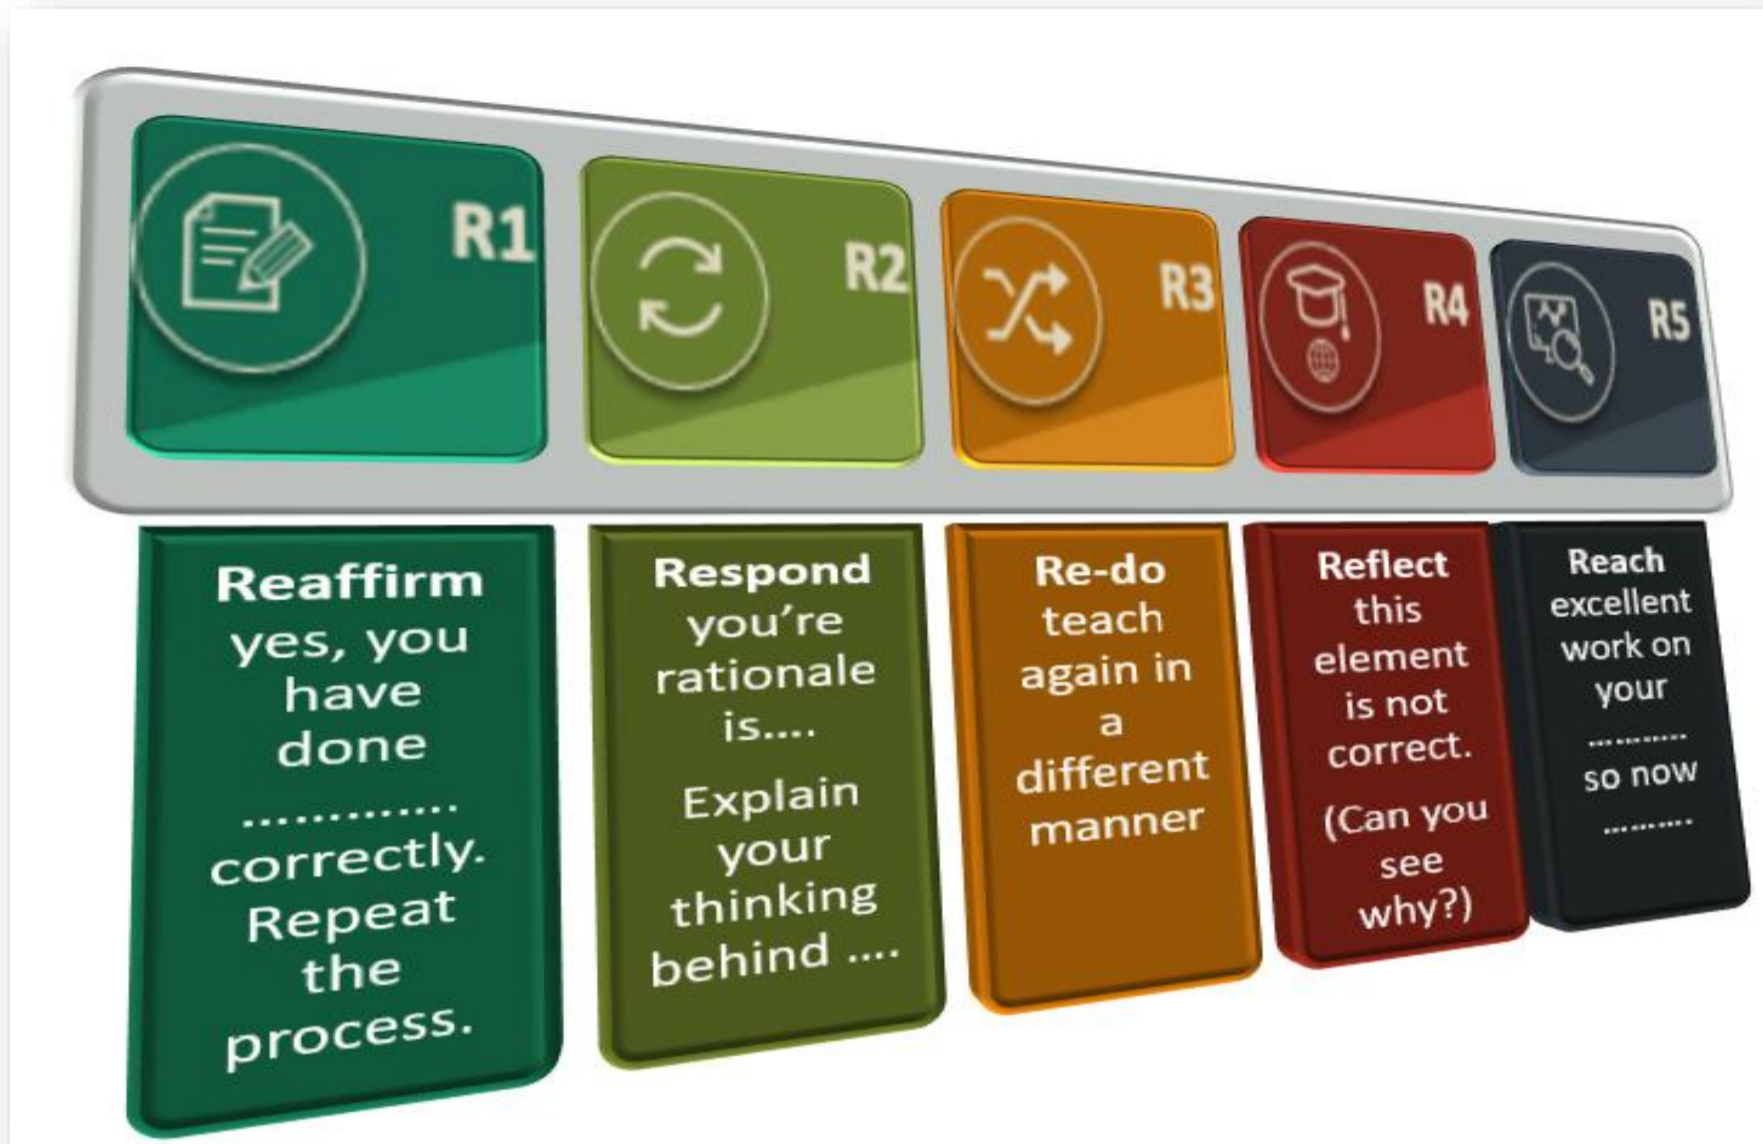 R1
R2
R3
R4
R5
Reaffirm
yes, you
have
done
.............
correctly.
Repeat
the
process.
Respond
you're
rationale
is....
Explain
your
thinking
behind ....
Re-do
teach
again in
a
different
manner
Reflect
this
element
is not
correct.
(Can you
see
why?)
Reach
excellent
work on
your
...........
so now
..........